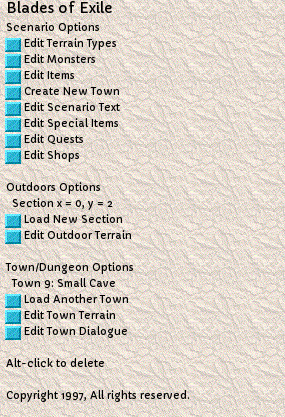 Blades of Exile
Scenario Options
Edit Terrain Types
Edit Monsters
Edit Items
Create New Town
Edit Scenario Text
Edit Special Items
Edit Quests
Edit Shops
Outdoors Options
Section x = 0, y = 2
Load New Section
Edit Outdoor Terrain
Town/Dungeon Options
Town 9: Small Cave
Load Another Town
Edit Town Terrain
Edit Town Dialogue
Alt-click to delete
Copyright 1997, All rights reserved.